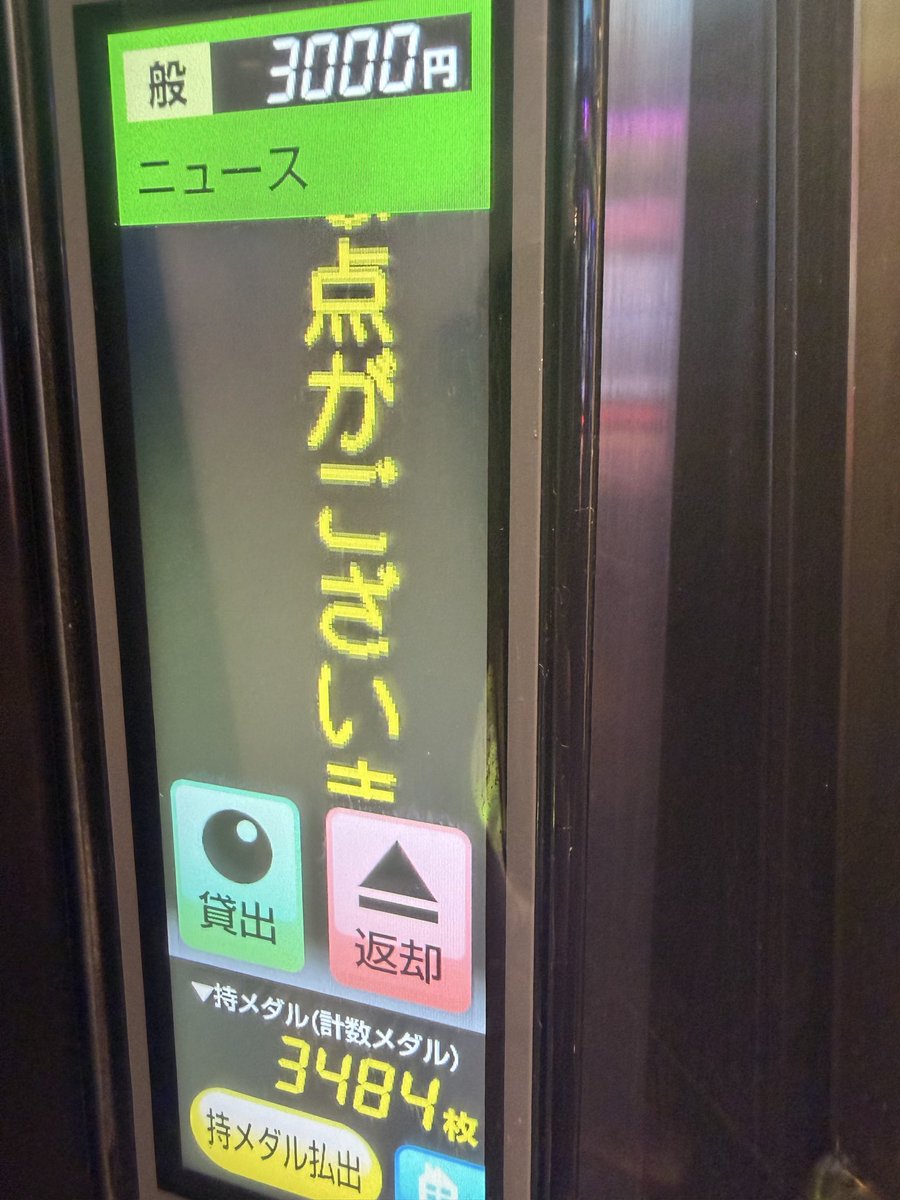 般 3000円
ニュース
点がございま
貸出
返却
▼持メダル(計数メダル)
3484枚
持メダル払出